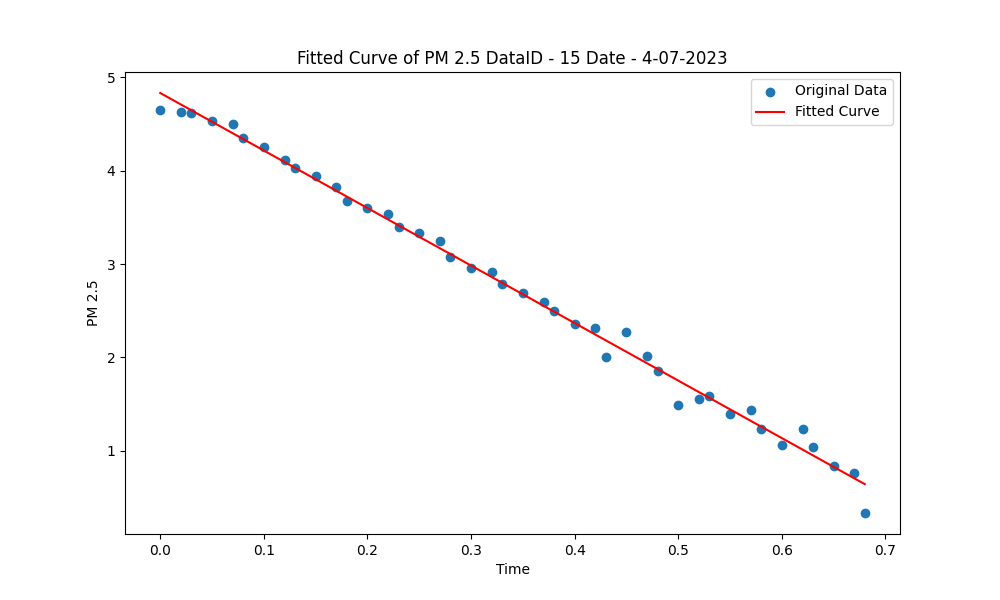 Fitted Curve of PM 2.5 DataID - 15 Date - 4-07-2023
Original Data
Fitted Curve
PM 2.5
5
4
3
2
1
0.0 0.1 0.2 0.3 0.4 0.5 0.6 0.7
Time